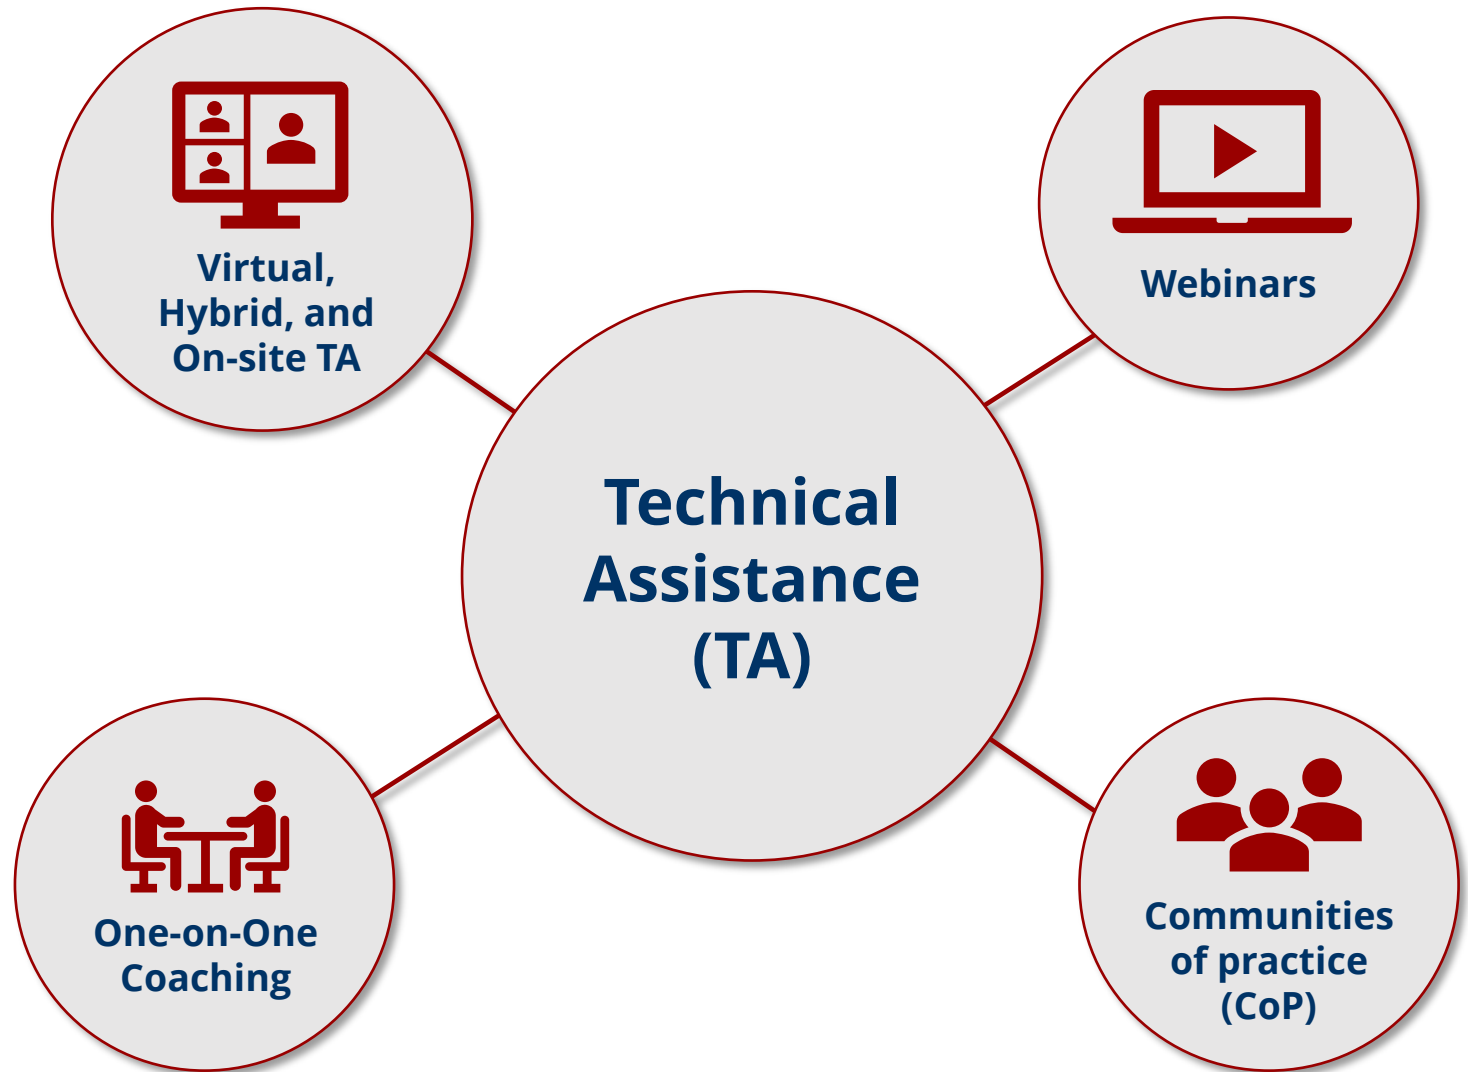 Virtual,
Hybrid, and
On-site TA
Webinars
Technical
Assistance
(TA)
One-on-One
Coaching
Communities
of practice
(CoP)